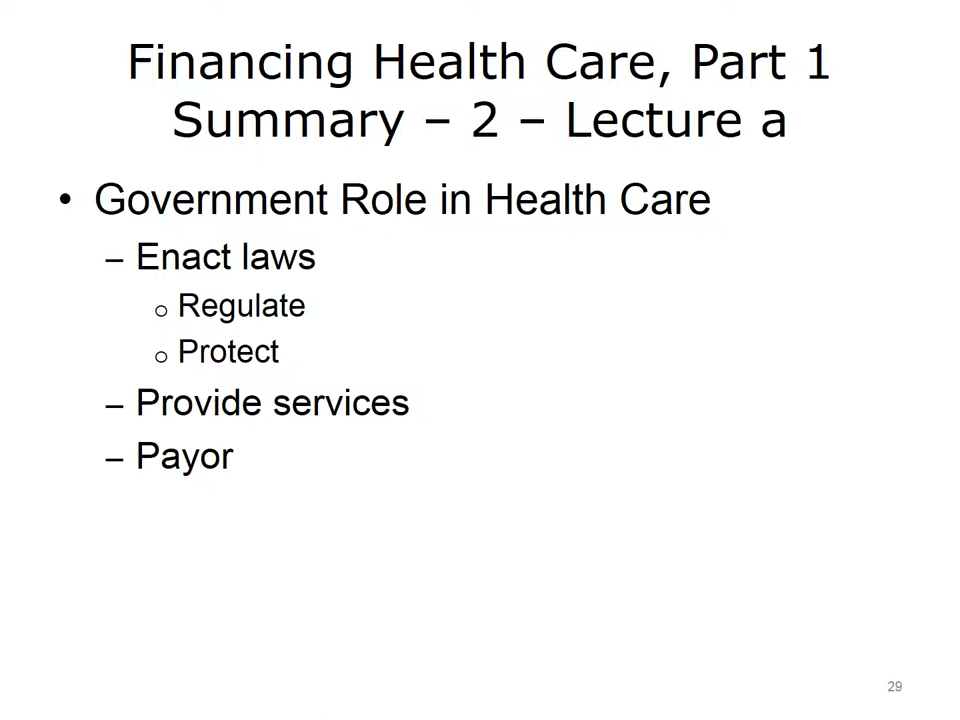 Financing Health Care, Part 1
Summary – 2 – Lecture a
• Government Role in Health Care
– Enact laws
o Regulate
o Protect
– Provide services
– Payor
29